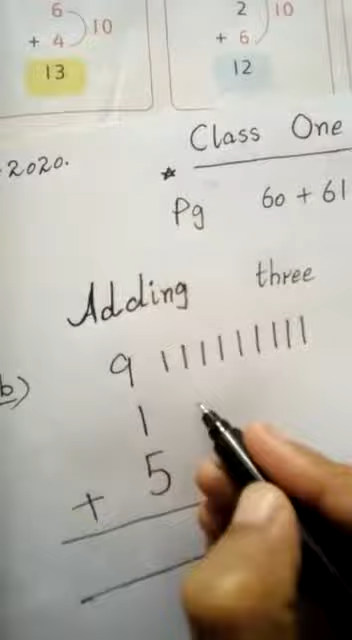 6
+ 4 10
13
2 10
+ 6
12
2020.
Class One
Pg 60 + 61
Adding three
b) 9 | | | | | | | | |
1
+ 5